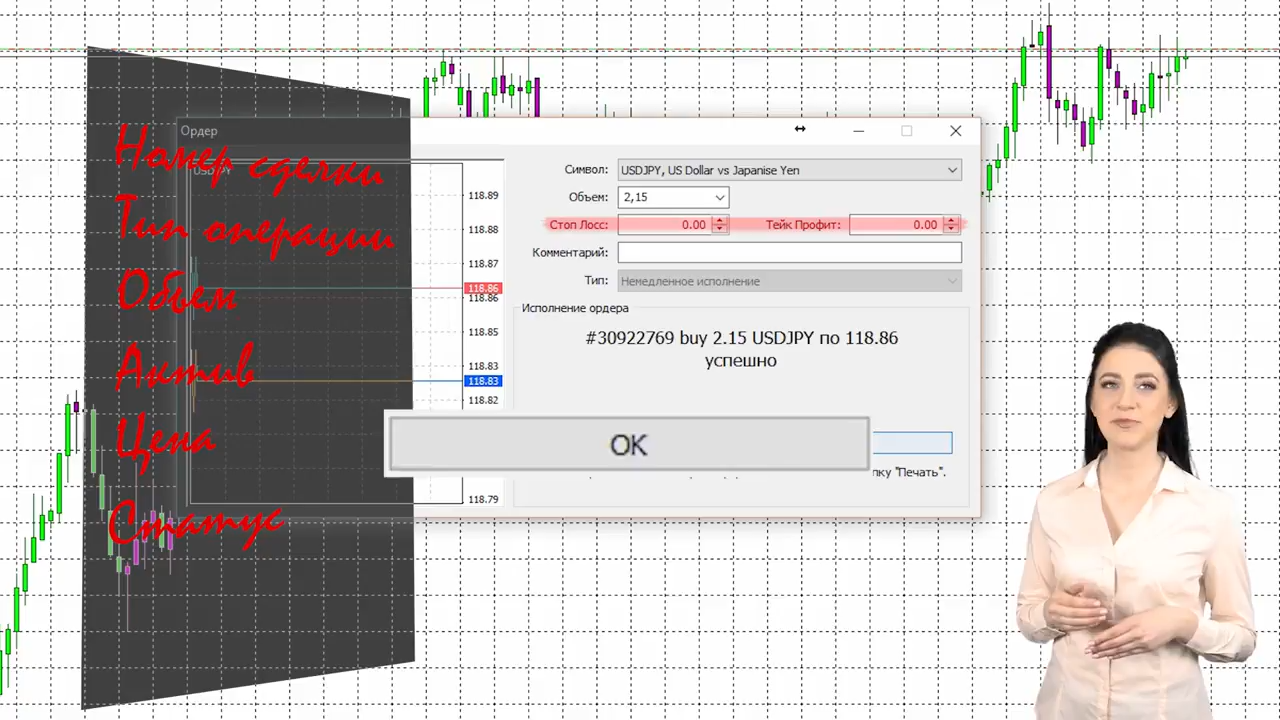 Ордер
Номер сделки
Тип операции
Объем
Актив
Цена
Статус
USDJPY
118.89
118.88
118.87
118.86
118.86
118.85
118.83
118.83
118.82
118.79
Символ: USDJPY, US Dollar vs Japanise Yen
Объем: 2,15
Стоп Лосс: 0.00 Тейк Профит: 0.00
Комментарий:
Тип: Немедленное исполнение
Исполнение ордера
#30922769 buy 2.15 USDJPY по 118.86
успешно
OK
"Печать".